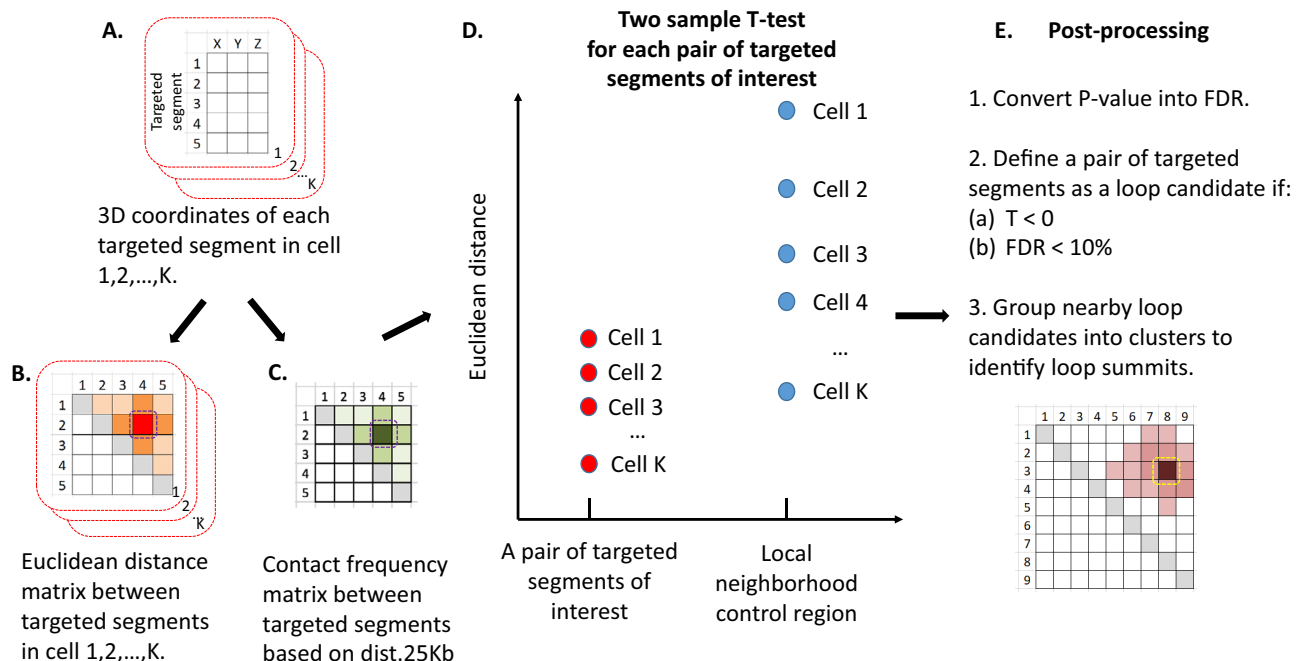 A.
X Y Z
Targeted
segment
1
2
3
4
5
1
2
...
K
3D coordinates of each
targeted segment in cell
1,2,...,K.
B.
1 2 3 4 5
1
2
3
4
5
1
2
..
K
Euclidean distance
matrix between
targeted segments
in cell 1,2,...,K.
C.
1 2 3 4 5
1
2
3
4
5
Contact frequency
matrix between
targeted segments
based on dist.25Kb
D.
Two sample T-test
for each pair of targeted
segments of interest
Euclidean distance
Cell 1
Cell 2
Cell 3
...
Cell K
Cell 1
Cell 2
Cell 3
Cell 4
...
Cell K
A pair of targeted
segments of
interest
Local
neighborhood
control region
E. Post-processing
1. Convert P-value into FDR.
2. Define a pair of targeted
segments as a loop candidate if:
(a) T < 0
(b) FDR < 10%
3. Group nearby loop
candidates into clusters to
identify loop summits.
1 2 3 4 5 6 7 8 9
1
2
3
4
5
6
7
8
9